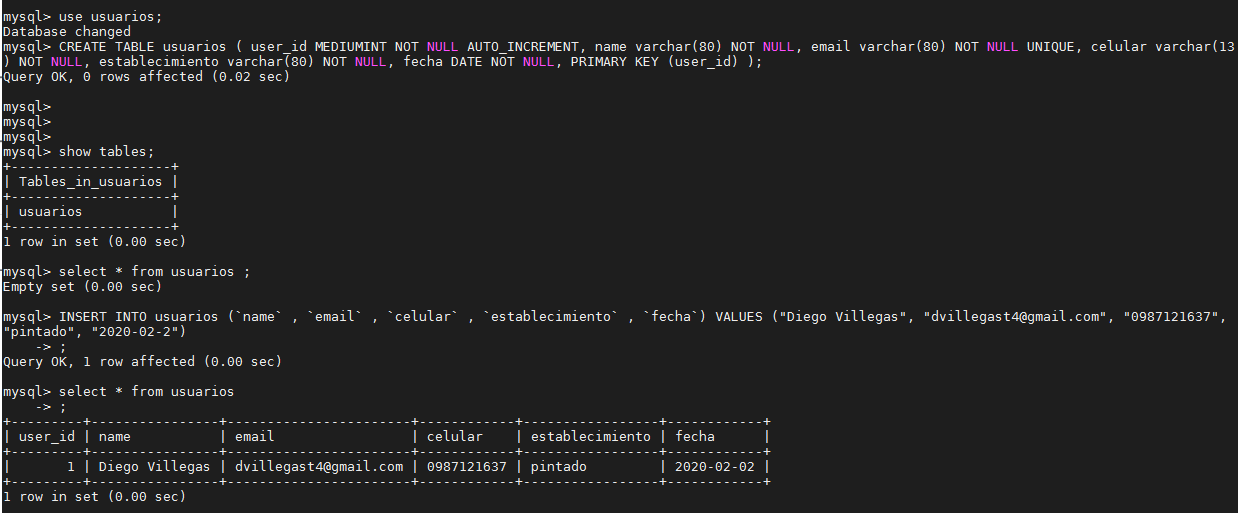 mysql> use usuarios;
Database changed
mysql> CREATE TABLE usuarios ( user_id MEDIUMINT NOT NULL AUTO_INCREMENT, name varchar(80) NOT NULL, email varchar(80) NOT NULL UNIQUE, celular varchar(13
) NOT NULL, establecimiento varchar(80) NOT NULL, fecha DATE NOT NULL, PRIMARY KEY (user_id) );
Query OK, 0 rows affected (0.02 sec)
mysql>
mysql>
mysql>
mysql> show tables;
+--------------------+
| Tables_in_usuarios |
+--------------------+
| usuarios           |
+--------------------+
1 row in set (0.00 sec)
mysql> select * from usuarios ;
Empty set (0.00 sec)
mysql> INSERT INTO usuarios (`name` , `email` , `celular` , `establecimiento` , `fecha`) VALUES ("Diego Villegas", "dvillegast4@gmail.com", "0987121637",
"pintado", "2020-02-2")
    -> ;
Query OK, 1 row affected (0.00 sec)
mysql> select * from usuarios
    -> ;
+---------+----------------+-----------------------+------------+-----------------+------------+
| user_id | name           | email                 | celular    | establecimiento | fecha      |
+---------+----------------+-----------------------+------------+-----------------+------------+
|       1 | Diego Villegas | dvillegast4@gmail.com | 0987121637 | pintado         | 2020-02-02 |
+---------+----------------+-----------------------+------------+-----------------+------------+
1 row in set (0.00 sec)